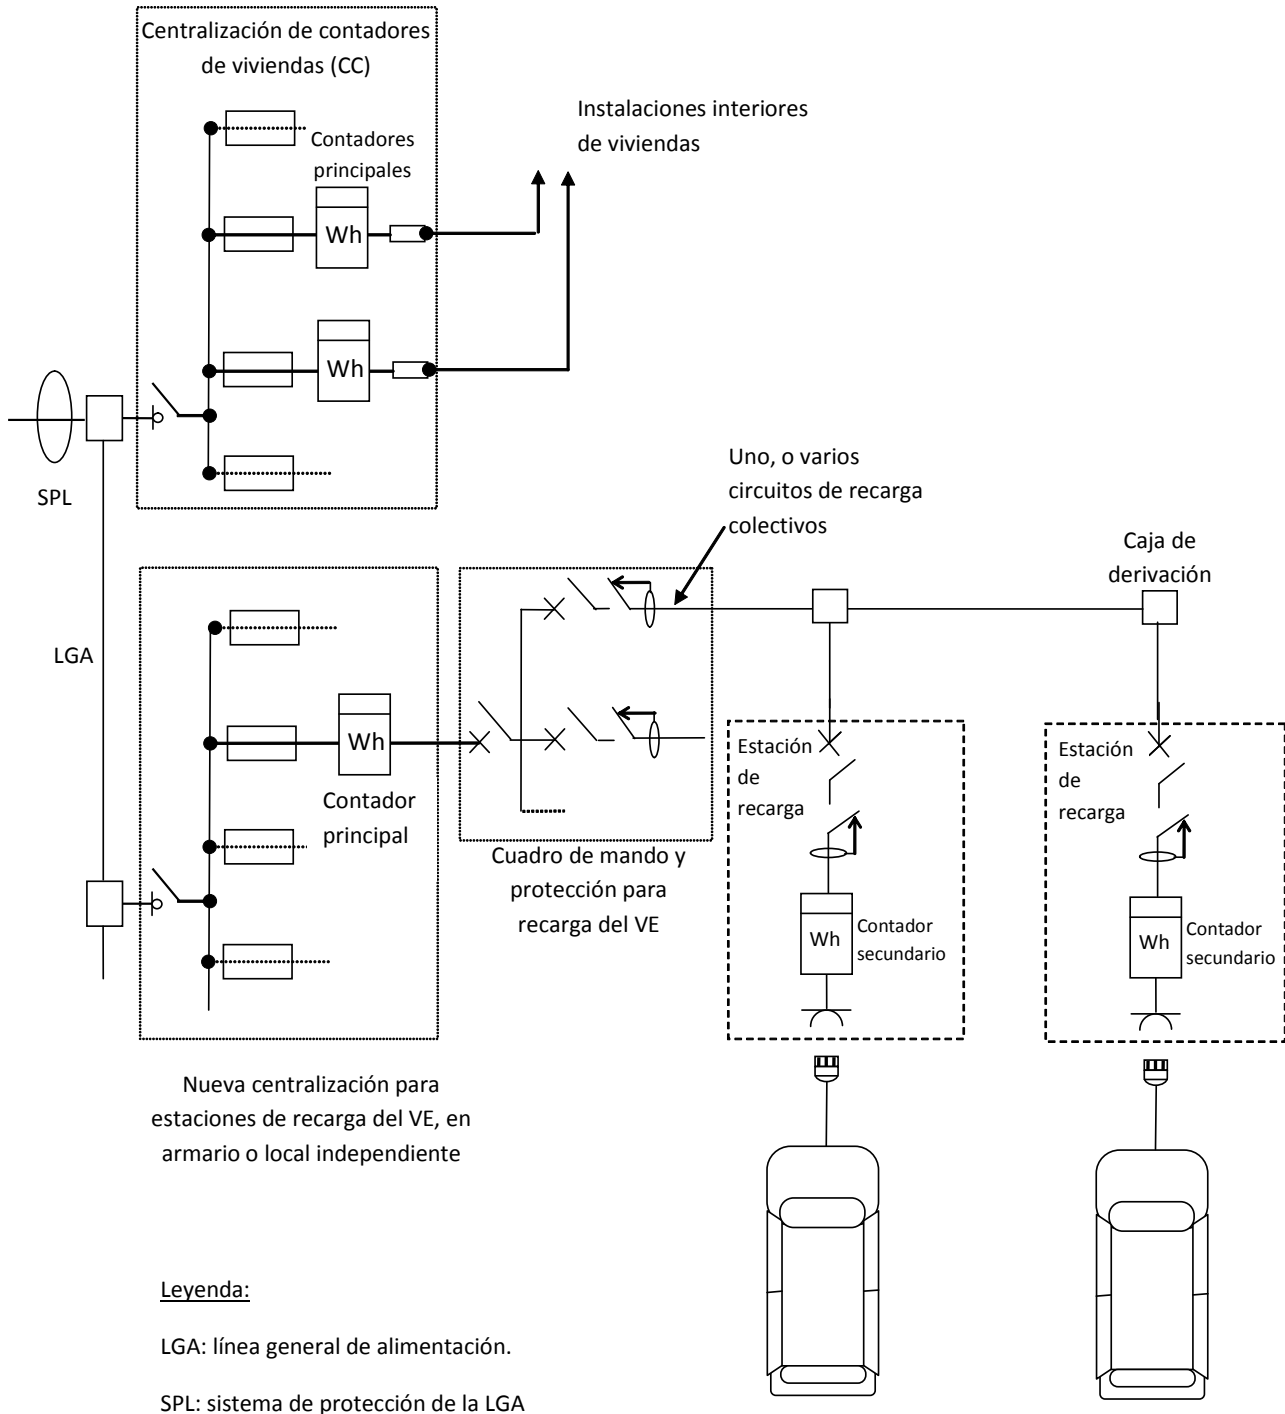 Centralización de contadores
de viviendas (CC)
Instalaciones interiores
de viviendas
Contadores
principales
Wh
Wh
SPL
Uno, o varios
circuitos de recarga
colectivos
Caja de
derivación
LGA
Wh
Contador
principal
Cuadro de mando y
protección para
recarga del VE
Estación
de
recarga
Wh
Contador
secundario
Estación
de
recarga
Wh
Contador
secundario
Nueva centralización para
estaciones de recarga del VE, en
armario o local independiente
Leyenda:
LGA: línea general de alimentación.
SPL: sistema de protección de la LGA